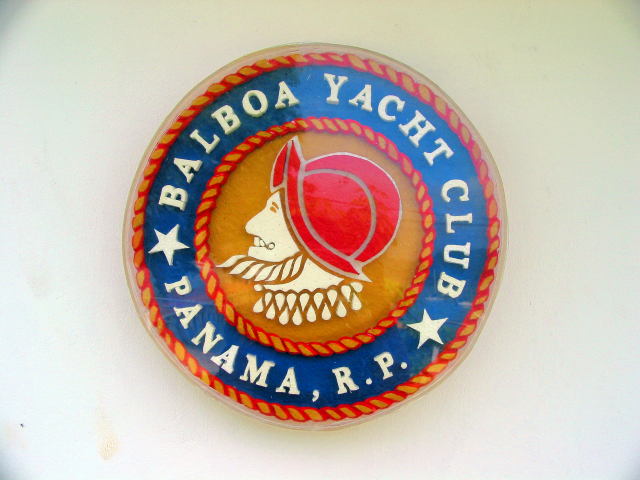 BALBOA YACHT CLUB
PANAMA, R.P.